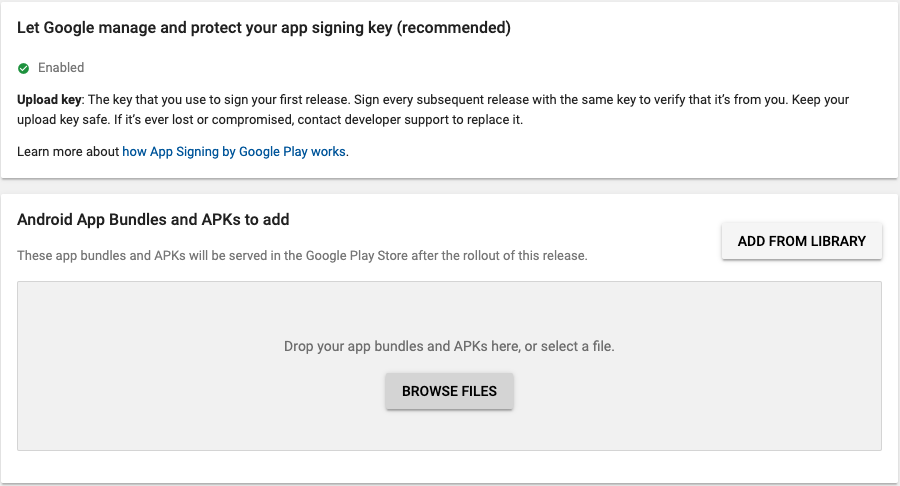 Let Google manage and protect your app signing key (recommended)
Enabled
Upload key: The key that you use to sign your first release. Sign every subsequent release with the same key to verify that it's from you. Keep your
upload key safe. If it's ever lost or compromised, contact developer support to replace it.
Learn more about how App Signing by Google Play works.
Android App Bundles and APKs to add
These app bundles and APKs will be served in the Google Play Store after the rollout of this release.
ADD FROM LIBRARY
Drop your app bundles and APKs here, or select a file.
BROWSE FILES